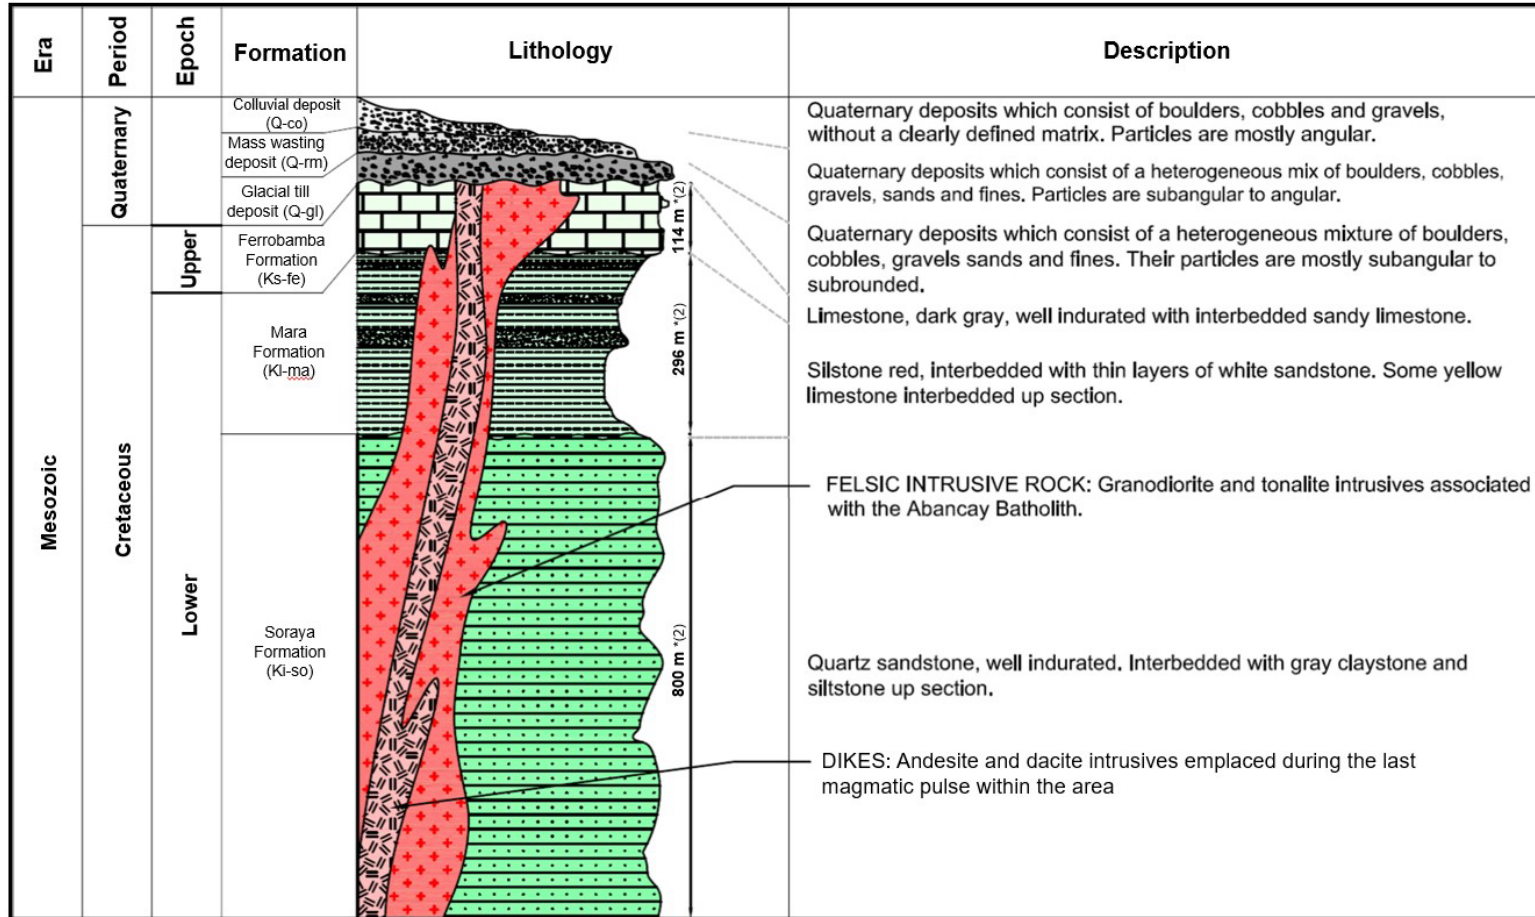 Era
Period
Epoch
Formation
Lithology
Description
Mesozoic
Quaternary
Cretaceous
Upper
Lower
Colluvial deposit
(Q-co)
Mass wasting
deposit (Q-rm)
Glacial till
deposit (Q-gl)
Ferrobamba
Formation
(Ks-fe)
Mara
Formation
(Kl-ma)
Soraya
Formation
(Ki-so)
114 m *(2)
296 m *(2)
800 m *(2)
Quaternary deposits which consist of boulders, cobbles and gravels,
without a clearly defined matrix. Particles are mostly angular.
Quaternary deposits which consist of a heterogeneous mix of boulders, cobbles,
gravels, sands and fines. Particles are subangular to angular.
Quaternary deposits which consist of a heterogeneous mixture of boulders,
cobbles, gravels sands and fines. Their particles are mostly subangular to
subrounded.
Limestone, dark gray, well indurated with interbedded sandy limestone.
Silstone red, interbedded with thin layers of white sandstone. Some yellow
limestone interbedded up section.
FELSIC INTRUSIVE ROCK: Granodiorite and tonalite intrusives associated
with the Abancay Batholith.
Quartz sandstone, well indurated. Interbedded with gray claystone and
siltstone up section.
DIKES: Andesite and dacite intrusives emplaced during the last
magmatic pulse within the area